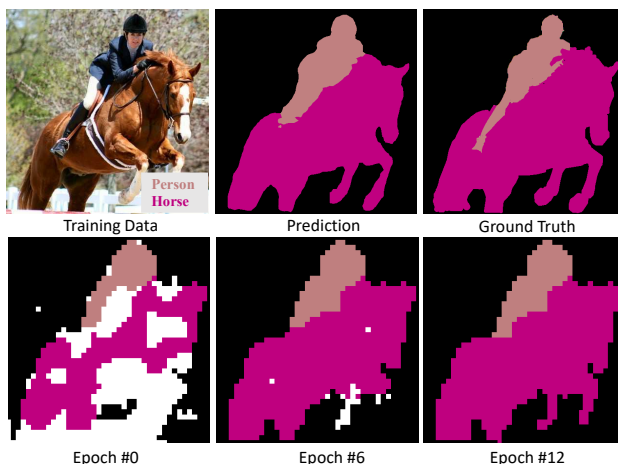 Person
Horse
Training Data
Prediction
Ground Truth
Epoch #0
Epoch #6
Epoch #12